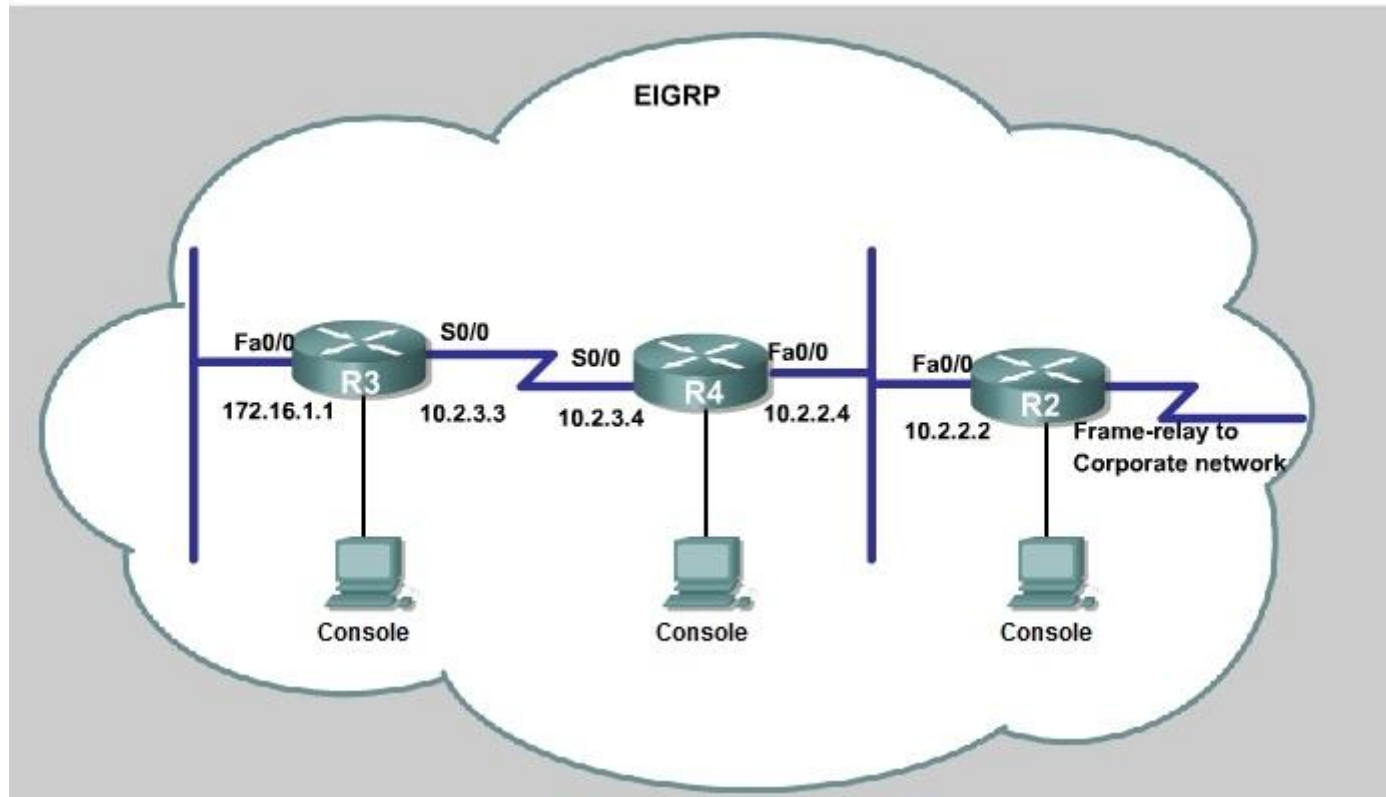 EIGRP
Fa0/0
R3
S0/0
172.16.1.1
10.2.3.3
S0/0
R4
Fa0/0
10.2.3.4
10.2.2.4
Fa0/0
R2
10.2.2.2
Frame-relay to
Corporate network
Console
Console
Console